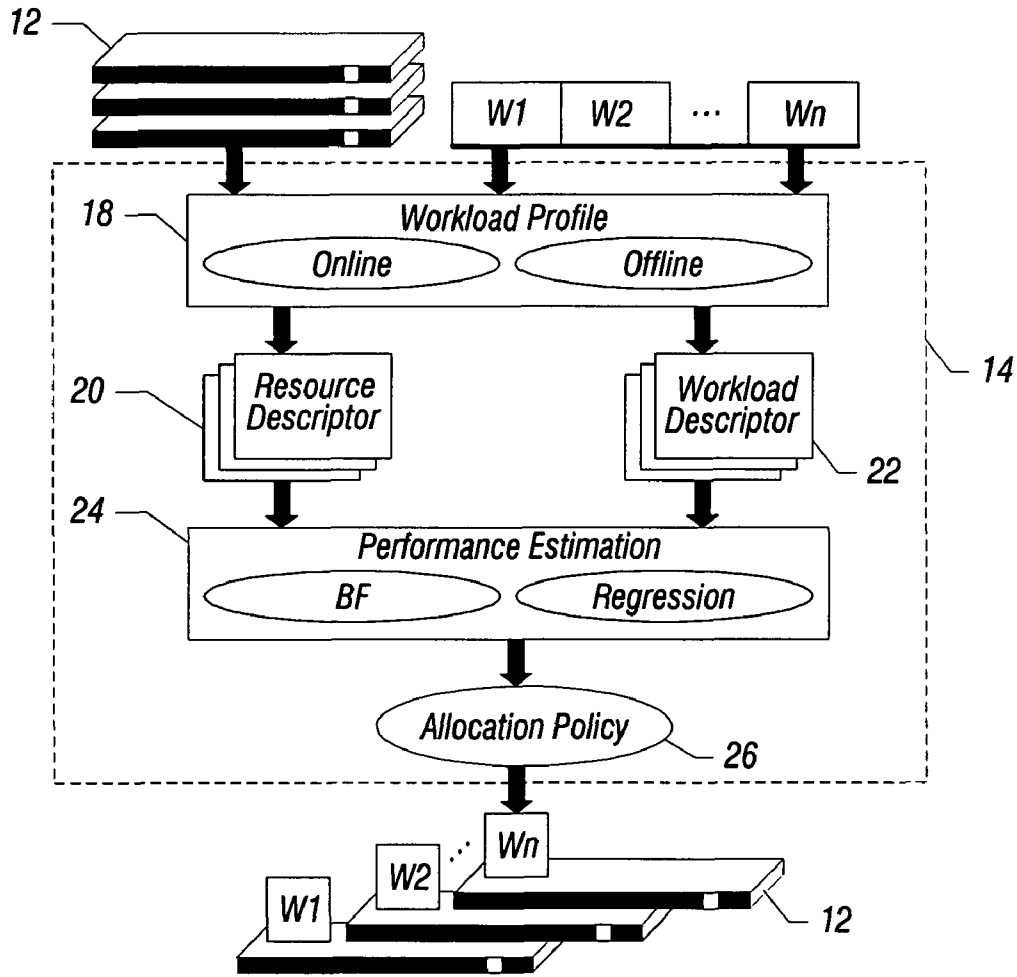 12
W1 W2 ... Wn
18
Workload Profile
Online Offline
14
20
Resource
Descriptor
Workload
Descriptor
22
24
Performance Estimation
BF Regression
Allocation Policy
26
Wn
...
W2
W1
12